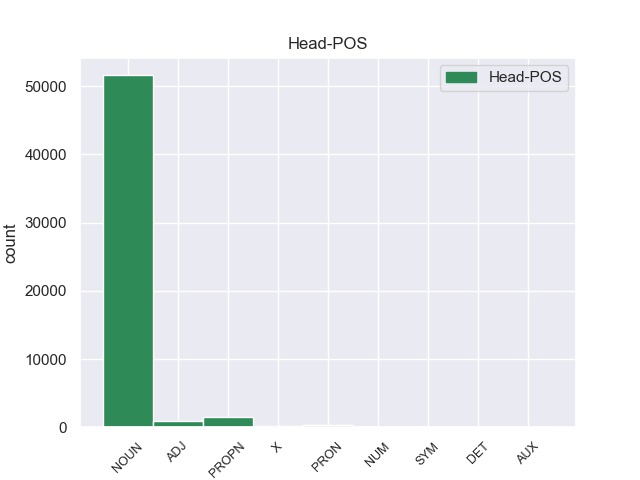 Head-POS
Head-POS
50000
40000
30000
20000
10000
0
count
NOUN
ADJ
PROPN
X
PRON
NUM
SYM
DET
AUX